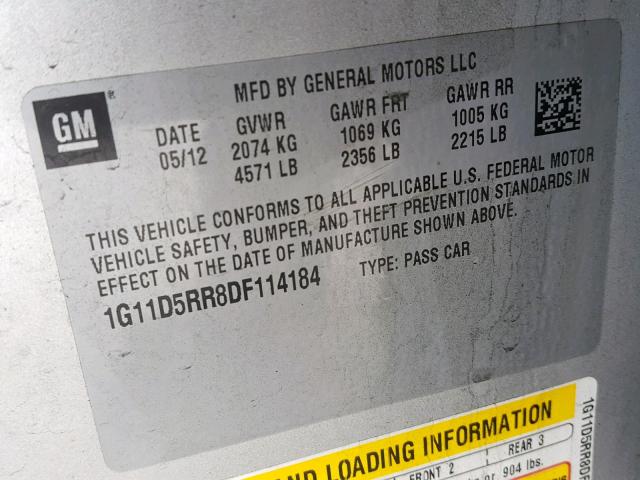 GM
MFD BY GENERAL MOTORS LLC
DATE GVWR GAWR FRT GAWR RR
05/12 2074 KG 1069 KG 1005 KG
4571 LB 2356 LB 2215 LB
THIS VEHICLE CONFORMS TO ALL APPLICABLE U.S. FEDERAL MOTOR
VEHICLE SAFETY, BUMPER, AND THEFT PREVENTION STANDARDS IN
EFFECT ON THE DATE OF MANUFACTURE SHOWN ABOVE.
1G11D5RR8DF114184 TYPE: PASS CAR
AND LOADING INFORMATION
FRONT 2 REAR 3
or 904 lbs.
1G11D5RR8DF